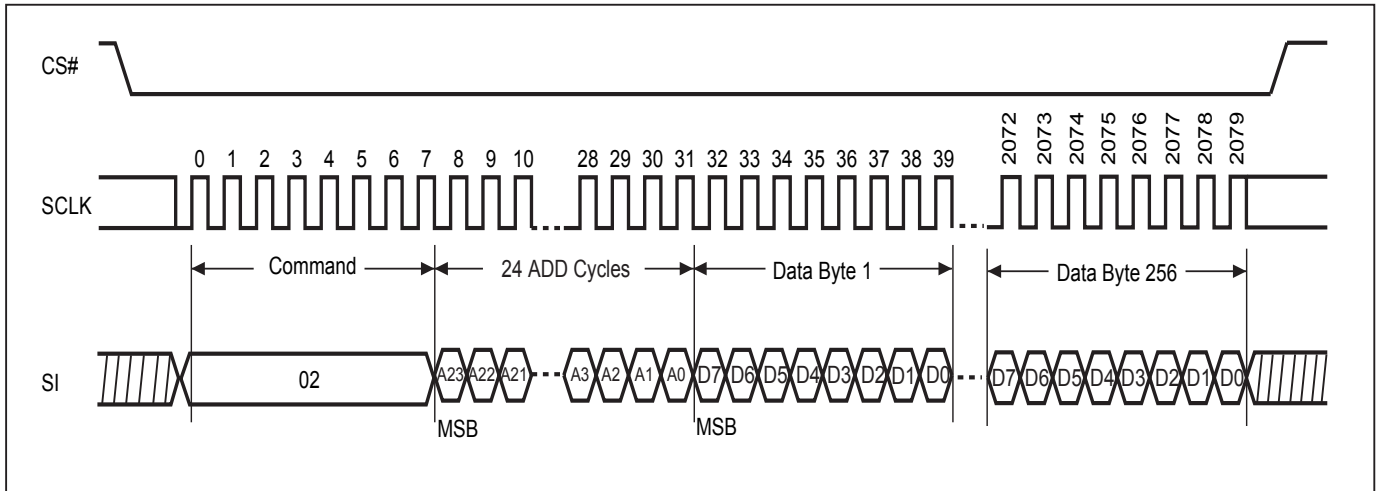 CS#
2072 2073 2074 2075 2076 2077 2078 2079
0 1 2 3 4 5 6 7 8 9 10 28 29 30 31 32 33 34 35 36 37 38 39
SCLK
Command 24 ADD Cycles Data Byte 1 Data Byte 256
SI 02 A23 A22 A21 A3 A2 A1 A0 D7 D6 D5 D4 D3 D2 D1 D0 D7 D6 D5 D4 D3 D2 D1 D0
MSB MSB